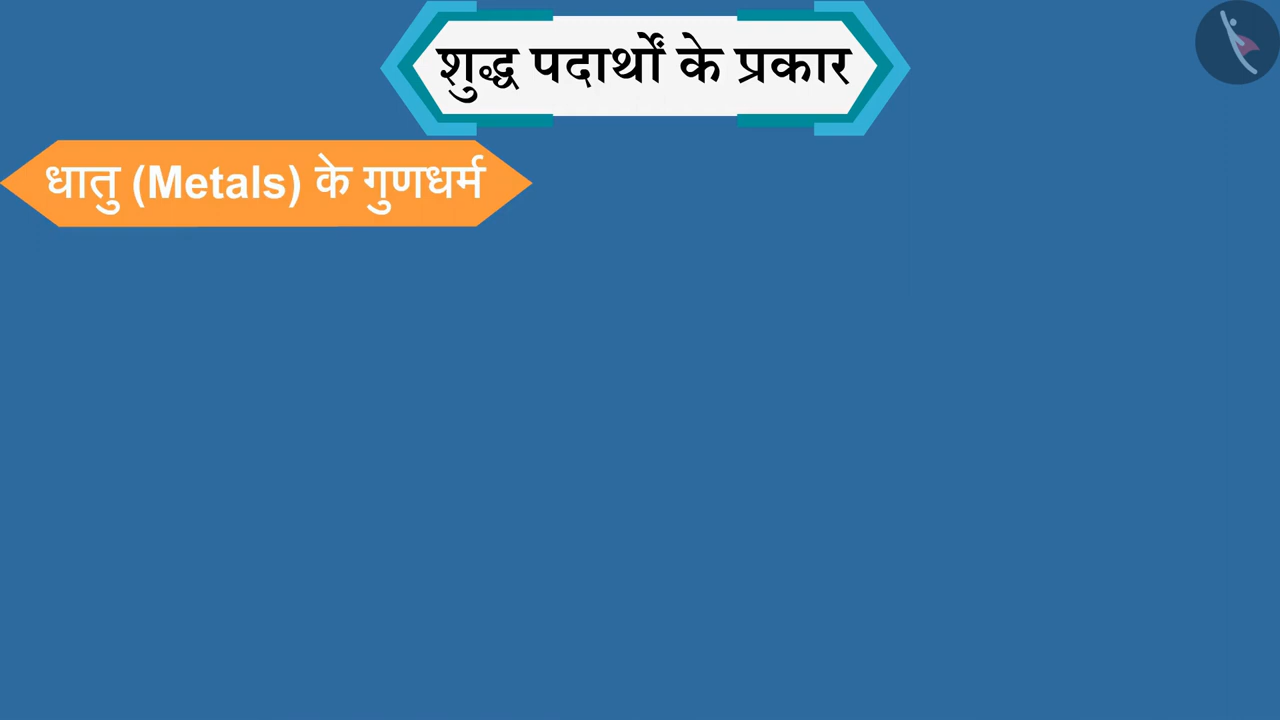 शुद्ध पदार्थों के प्रकार
धातु (Metals) के गुणधर्म